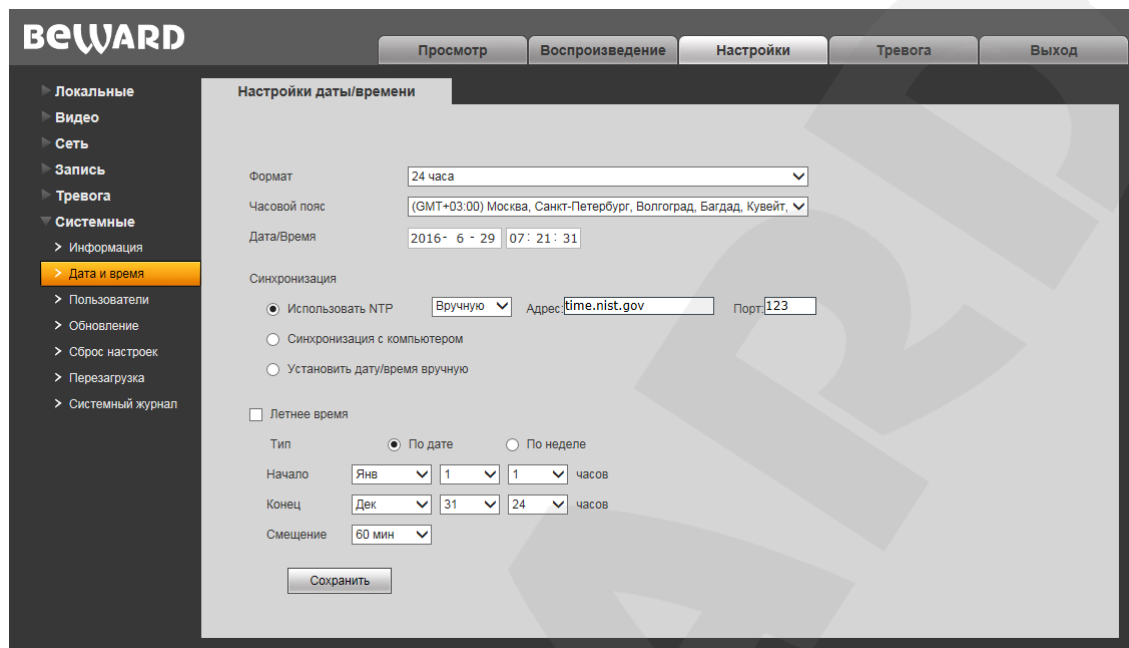 BEWARD
Просмотр Воспроизведение Настройки Тревога Выход
Локальные
Видео
Сеть
Запись
Тревога
Системные
Информация
Дата и время
Пользователи
Обновление
Сброс настроек
Перезагрузка
Системный журнал
Настройки даты/времени
Формат 24 часа
Часовой пояс (GMT+03:00) Москва, Санкт-Петербург, Волгоград, Багдад, Кувейт,
Дата/Время 2016- 6 - 29 07: 21: 31
Синхронизация
Использовать NTP Вручную Адрес: time.nist.gov Порт: 123
Синхронизация с компьютером
Установить дату/время вручную
Летнее время
Тип По дате По неделе
Начало Янв 1 1 часов
Конец Дек 31 24 часов
Смещение 60 мин
Сохранить